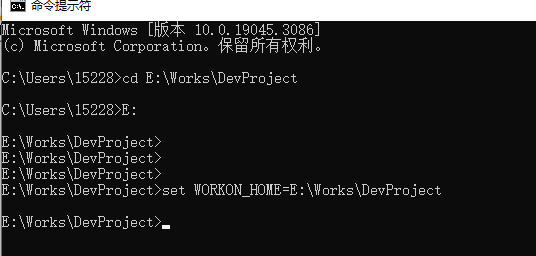 命令提示符
Microsoft Windows [版本 10.0.19045.3086]
(c) Microsoft Corporation。保留所有权利。
C:\Users\15228>cd E:\Works\DevProject
C:\Users\15228>E:
E:\Works\DevProject>
E:\Works\DevProject>
E:\Works\DevProject>
E:\Works\DevProject>set WORKON_HOME=E:\Works\DevProject
E:\Works\DevProject>